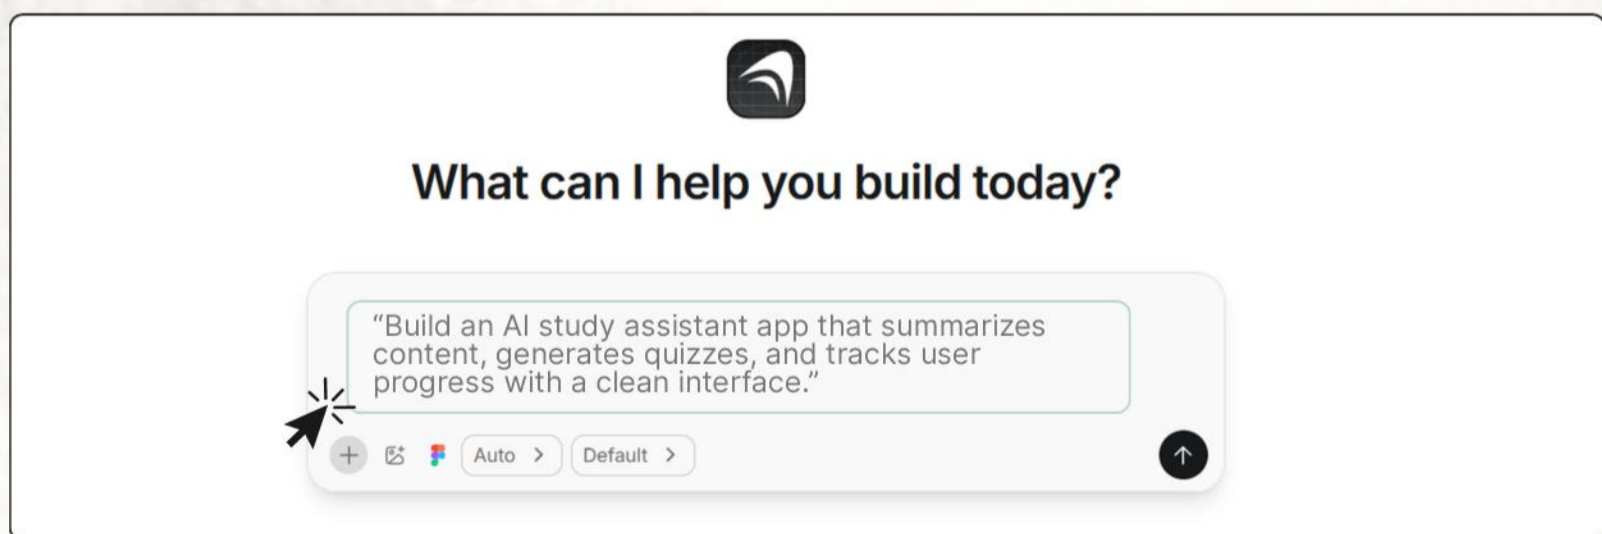 What can I help you build today?
“Build an AI study assistant app that summarizes
content, generates quizzes, and tracks user
progress with a clean interface.”
Auto
Default